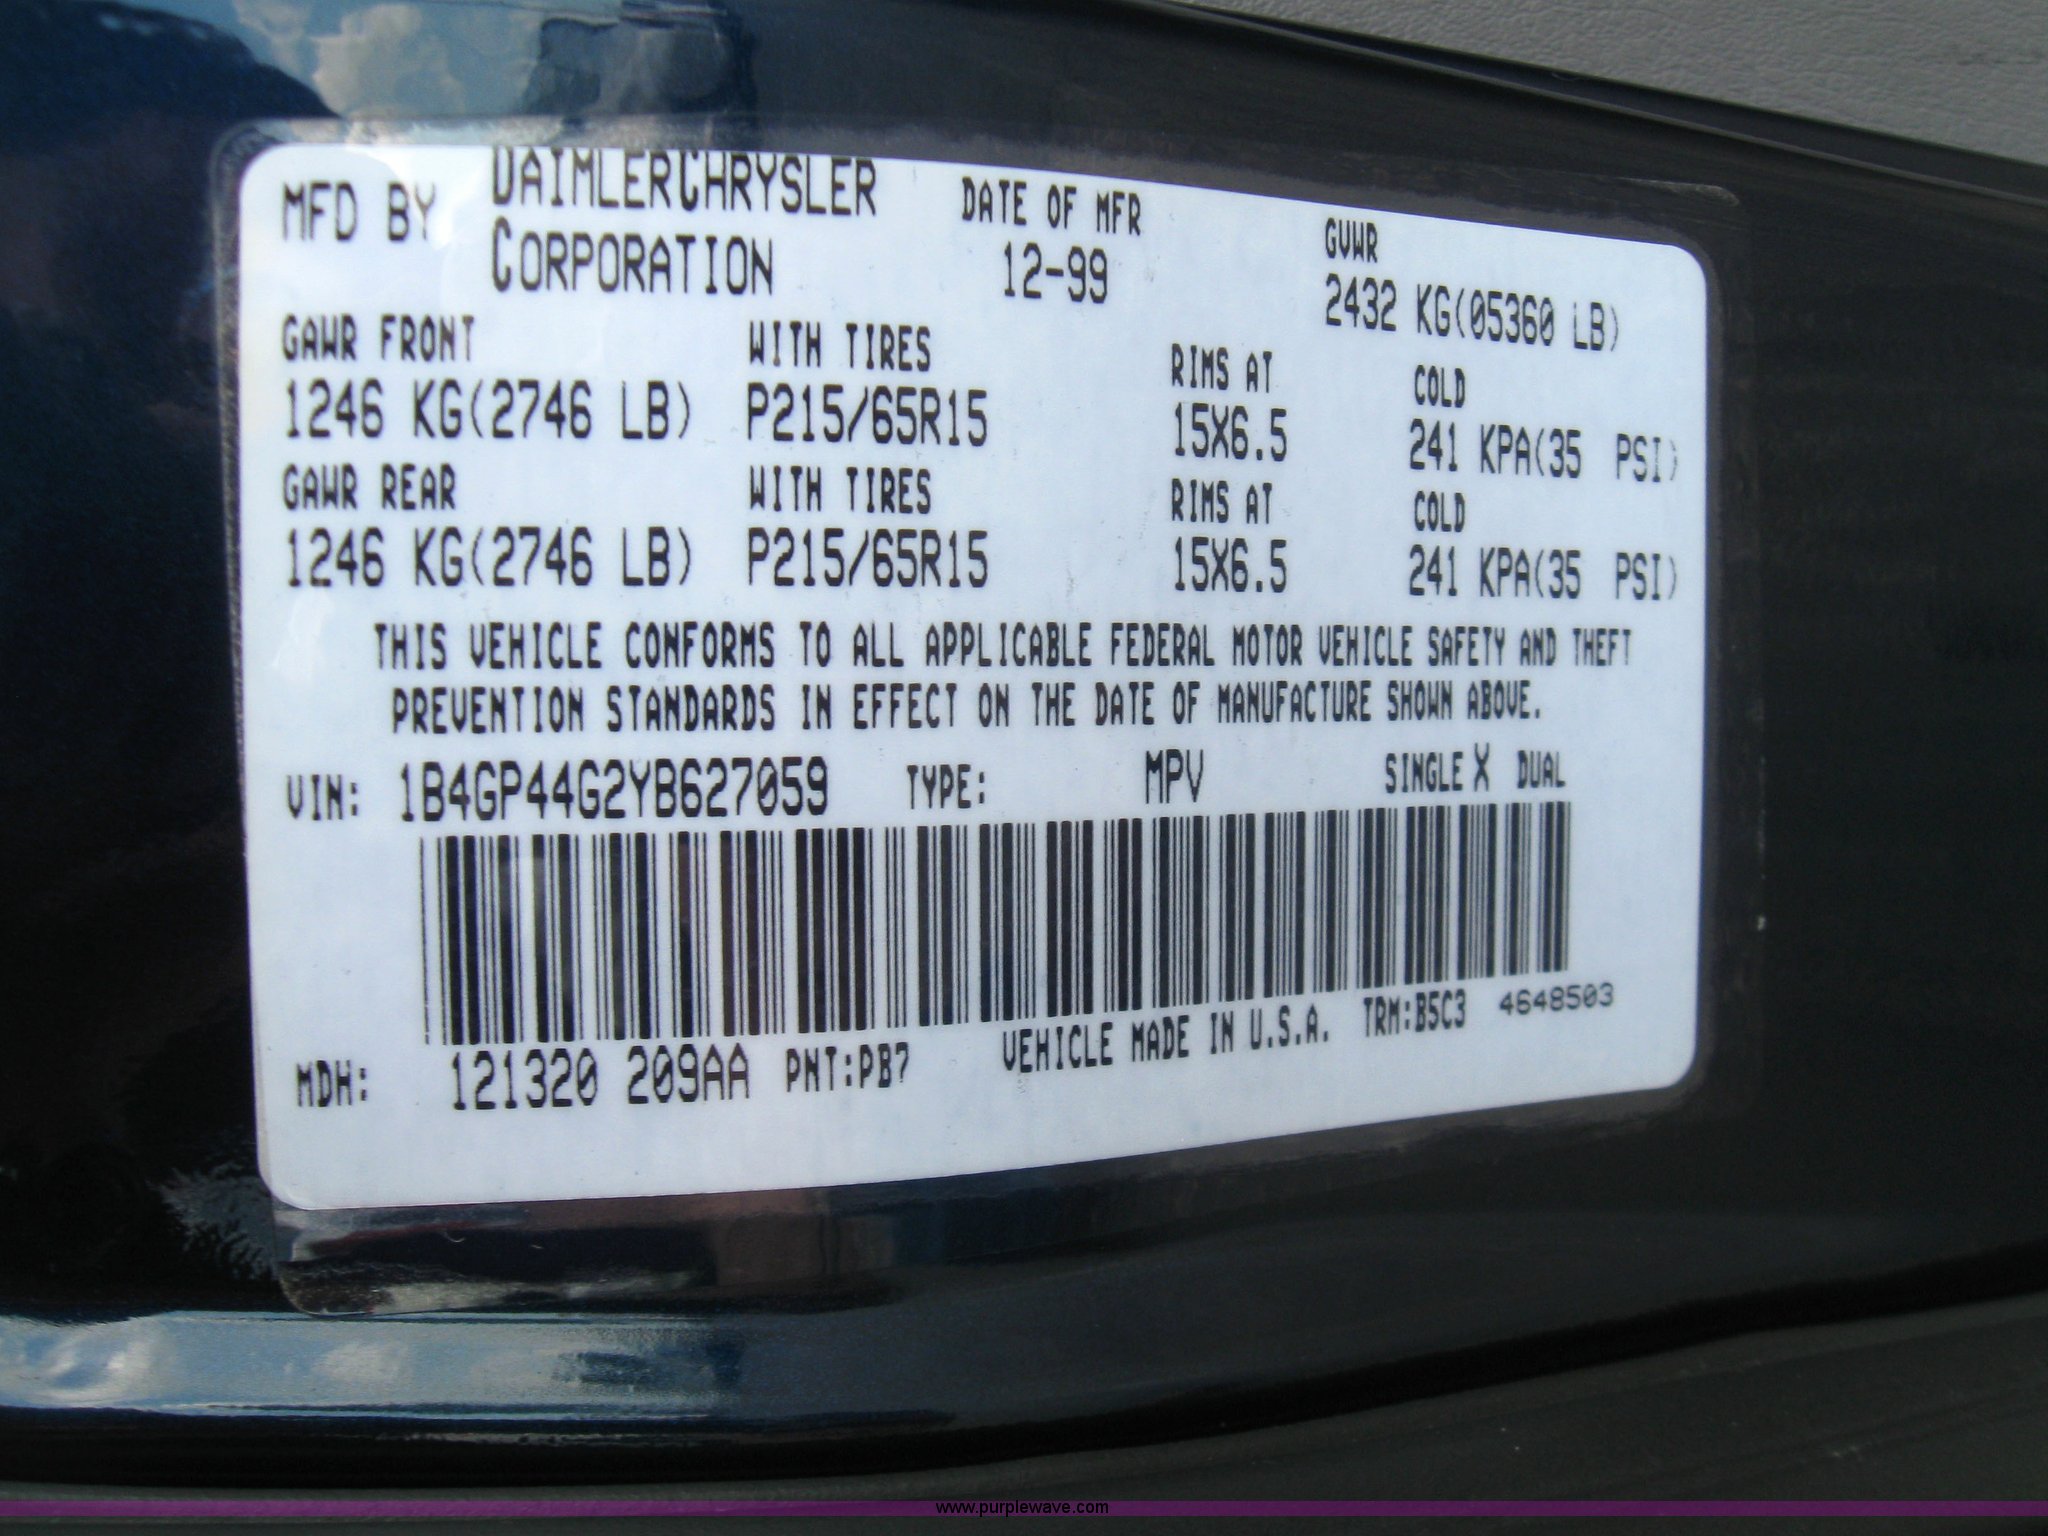 MFD BY DAIMLERCHRYSLER CORPORATION DATE OF MFR 12-99 GVWR 2432 KG(05360 LB)
GAWR FRONT WITH TIRES RIMS AT COLD
1246 KG(2746 LB) P215/65R15 15X6.5 241 KPA(35 PSI)
GAWR REAR WITH TIRES RIMS AT COLD
1246 KG(2746 LB) P215/65R15 15X6.5 241 KPA(35 PSI)
THIS VEHICLE CONFORMS TO ALL APPLICABLE FEDERAL MOTOR VEHICLE SAFETY AND THEFT
PREVENTION STANDARDS IN EFFECT ON THE DATE OF MANUFACTURE SHOWN ABOVE.
VIN: 1B4GP44G2YB627059 TYPE: MPV SINGLE X DUAL
MDH: 121320 209AA PNT:PB7 VEHICLE MADE IN U.S.A. TRM:B5C3 4648503
www.purplewave.com